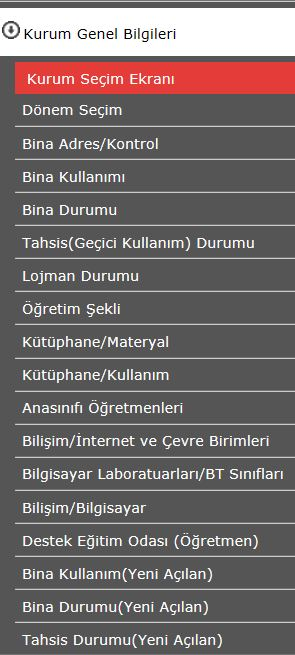 Kurum Genel Bilgileri
Kurum Seçim Ekranı
Dönem Seçim
Bina Adres/Kontrol
Bina Kullanımı
Bina Durumu
Tahsis(Geçici Kullanım) Durumu
Lojman Durumu
Öğretim Şekli
Kütüphane/Materyal
Kütüphane/Kullanım
Anasınıfı Öğretmenleri
Bilişim/İnternet ve Çevre Birimleri
Bilgisayar Laboratuarları/BT Sınıfları
Bilişim/Bilgisayar
Destek Eğitim Odası (Öğretmen)
Bina Kullanım(Yeni Açılan)
Bina Durumu(Yeni Açılan)
Tahsis Durumu(Yeni Açılan)